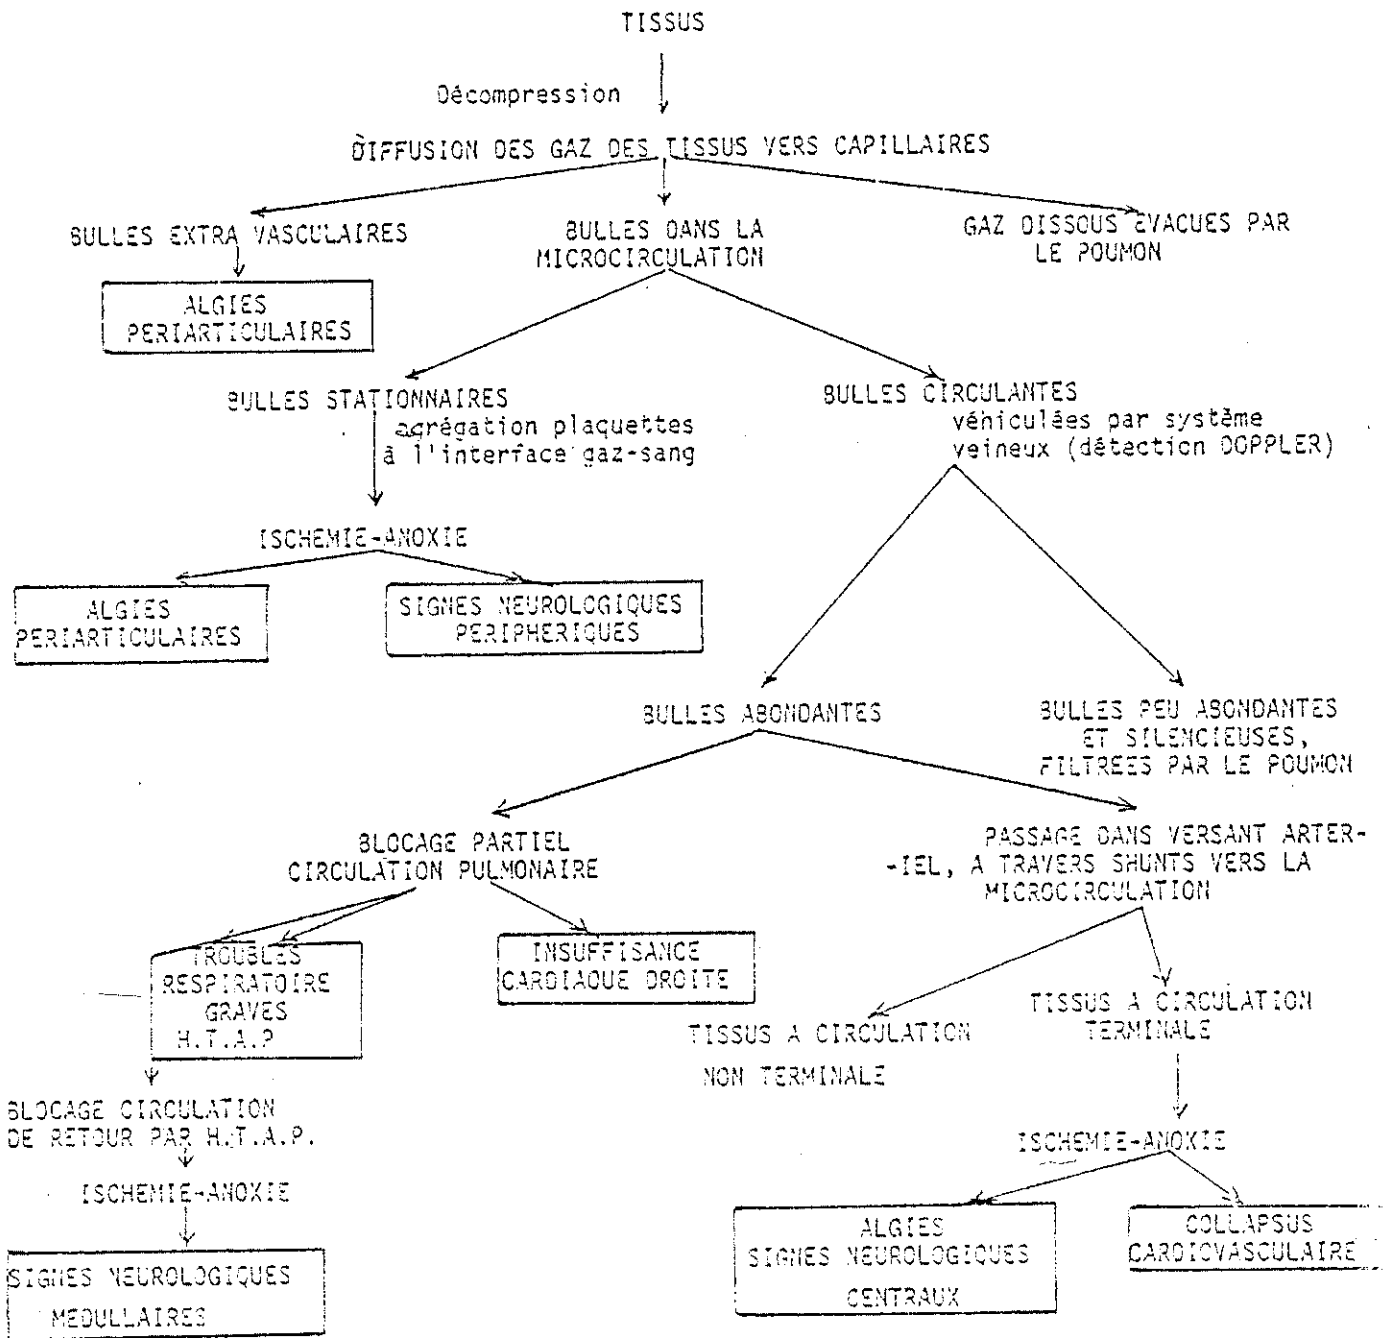 TISSUS
Décompression
DIFFUSION DES GAZ DES TISSUS VERS CAPILLAIRES
BULLES EXTRA VASCULAIRES
BULLES DANS LA
MICROCIRCULATION
GAZ DISSOUS EVACUES PAR
LE POUMON
ALGIES
PERIARTICULAIRES
BULLES STATIONNAIRES
agrégation plaquettes
à l'interface gaz-sang
BULLES CIRCULANTES
véhiculées par système
veineux (détection DOPPLER)
ISCHEMIE-ANOXIE
ALGIES
PERIARTICULAIRES
SIGNES NEUROLOGIQUES
PERIPHERIQUES
BULLES ABONDANTES
BULLES PEU ABONDANTES
ET SILENCIEUSES,
FILTREES PAR LE POUMON
BLOCAGE PARTIEL
CIRCULATION PULMONAIRE
PASSAGE DANS VERSANT ARTER-
-IEL, A TRAVERS SHUNTS VERS LA
MICROCIRCULATION
TROUBLES
RESPIRATOIRE
GRAVES
H.T.A.P
INSUFFISANCE
CARDIAQUE DROITE
TISSUS A CIRCULATION
NON TERMINALE
TISSUS A CIRCULATION
TERMINALE
BLOCAGE CIRCULATION
DE RETOUR PAR H.T.A.P.
ISCHEMIE-ANOXIE
ISCHEMIE-ANOXIE
SIGNES NEUROLOGIQUES
MEDULLAIRES
ALGIES
SIGNES NEUROLOGIQUES
CENTRAUX
COLLAPSUS
CARDIOVASCULAIRE